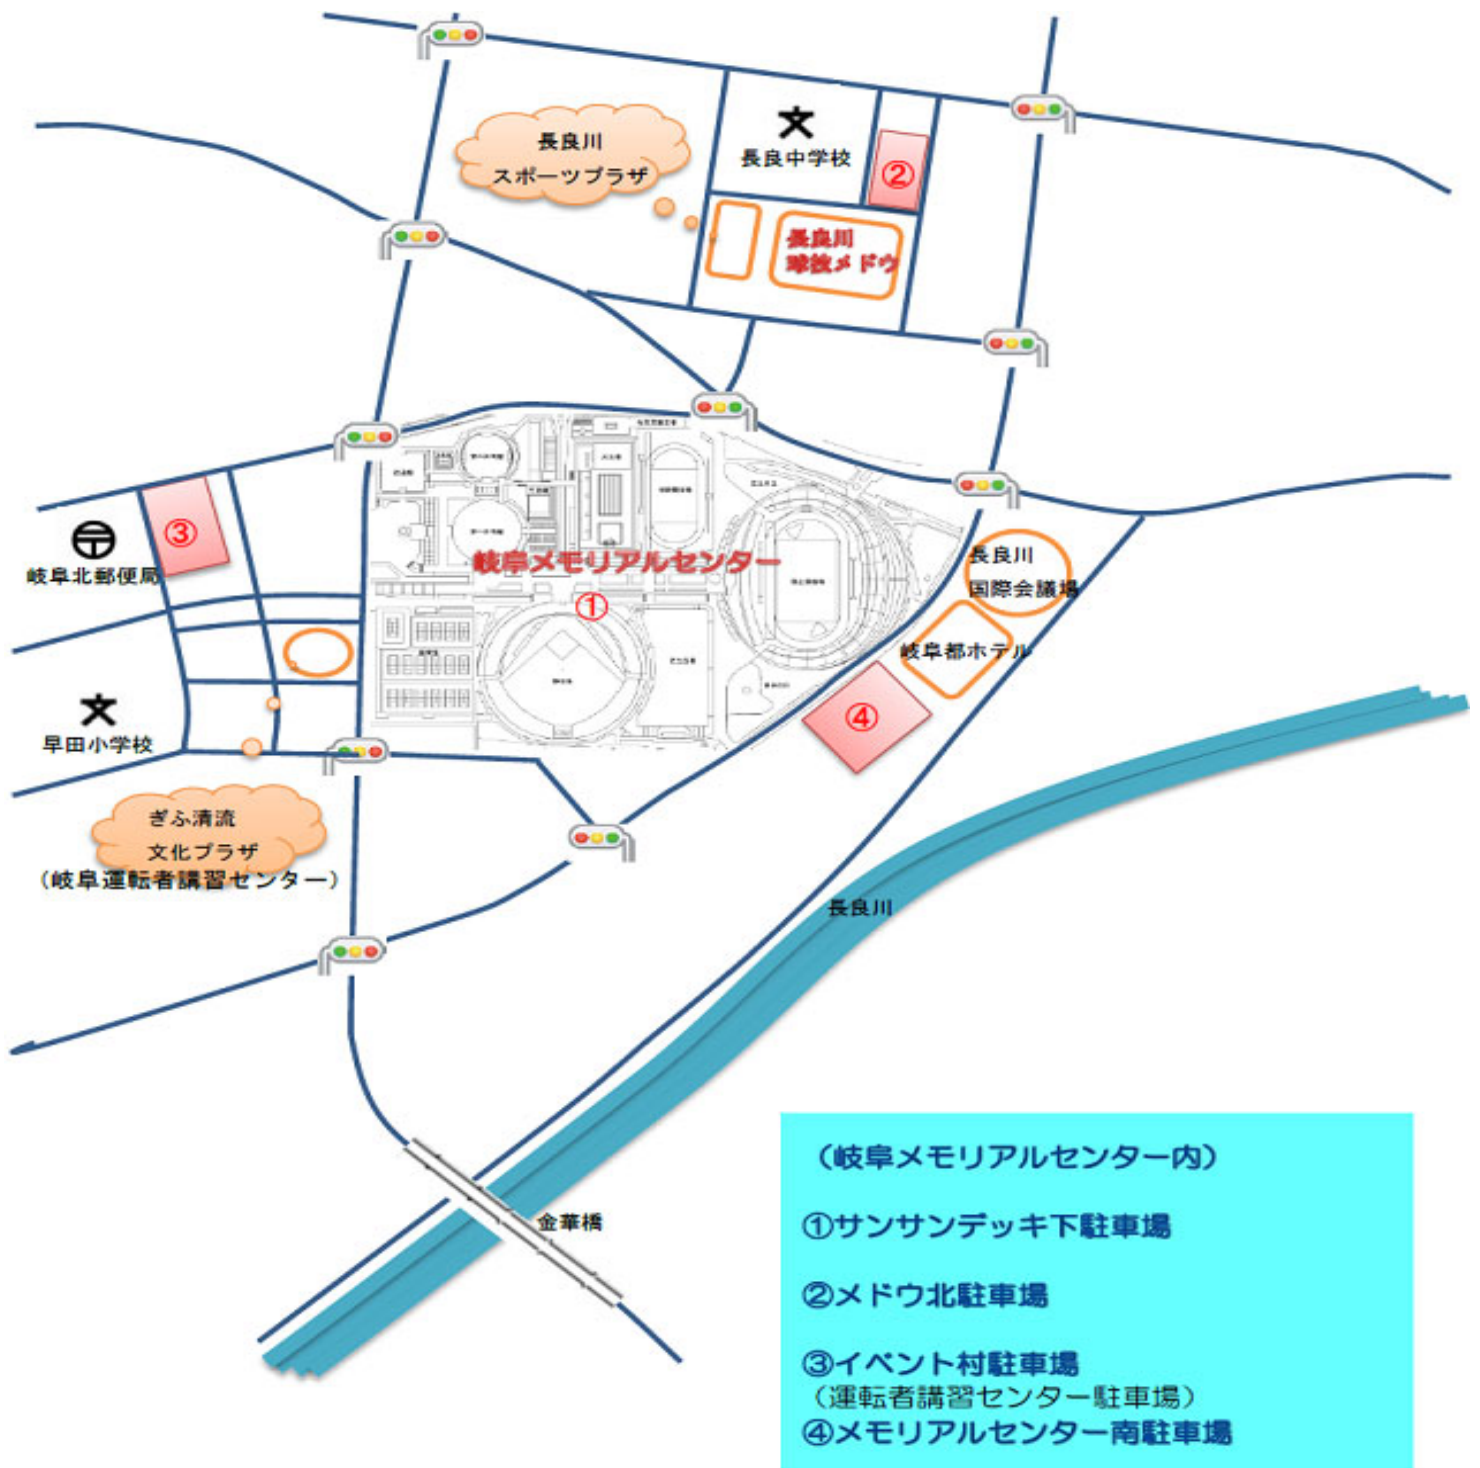 長良川
スポーツプラザ
文
長良中学校
②
長良川
球技メドウ
③
岐阜北郵便局
岐阜メモリアルセンター
①
長良川
国際会議場
岐阜都ホテル
④
文
早田小学校
ぎふ清流
文化プラザ
（岐阜運転者講習センター）
長良川
金華橋
（岐阜メモリアルセンター内）
①サンサンデッキ下駐車場
②メドウ北駐車場
③イベント村駐車場
（運転者講習センター駐車場）
④メモリアルセンター南駐車場